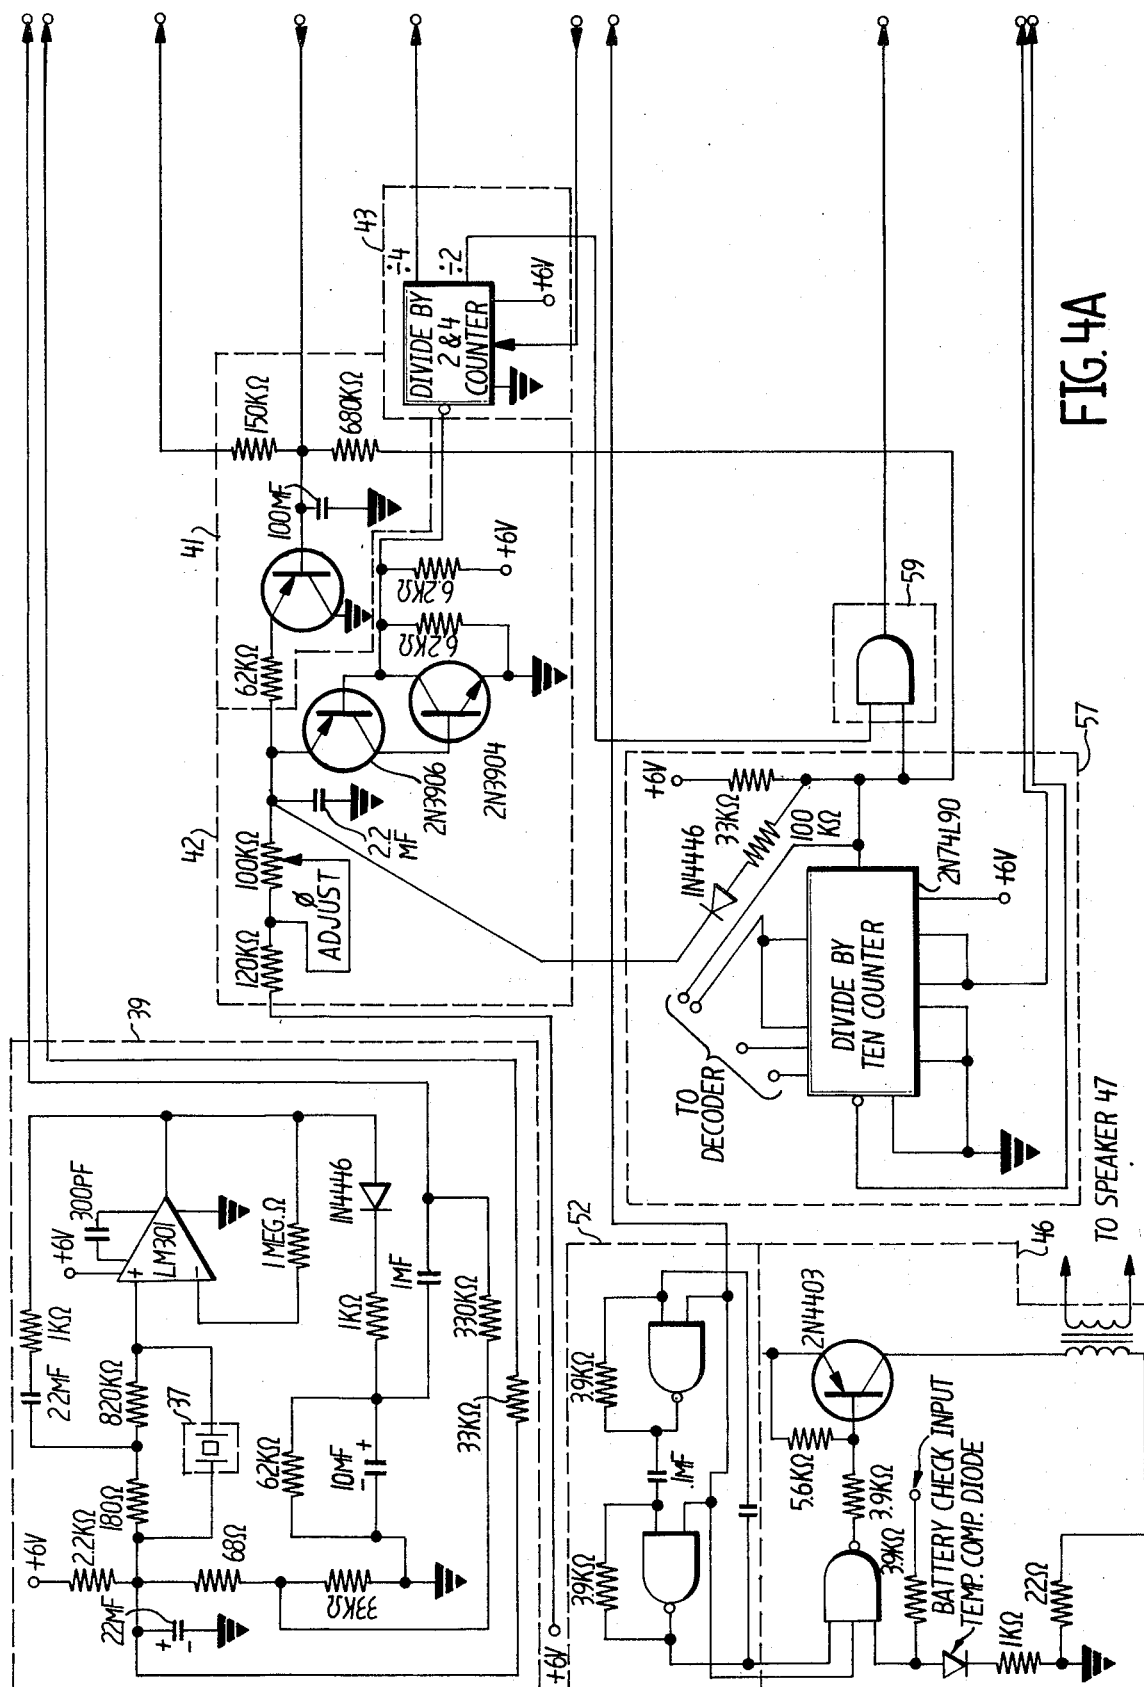 39
+6V
2.2KΩ
22MF
+
-
180Ω
820KΩ
22MF
1KΩ
37
+6V
300PF
LM301
+
-
1 MEG.Ω
68Ω
33KΩ
62KΩ
10MF
-
+
1KΩ
1N4446
1MF
330KΩ
33KΩ
+6V
42
120KΩ
100KΩ
Ø
ADJUST
2.2
MF
2N3906
2N3904
41
62KΩ
100MF
150KΩ
680KΩ
6.2KΩ
6.2KΩ
+6V
43
DIVIDE BY
2 & 4
COUNTER
÷4
÷2
+6V
52
39KΩ
39KΩ
.1MF
46
5.6KΩ
3.9KΩ
2N4403
39KΩ
BATTERY CHECK INPUT
TEMP. COMP. DIODE
1KΩ
22Ω
TO SPEAKER 47
57
TO
DECODER
1N4446
+6V
33KΩ
100
KΩ
DIVIDE BY
TEN COUNTER
2N74L90
+6V
59
FIG. 4A